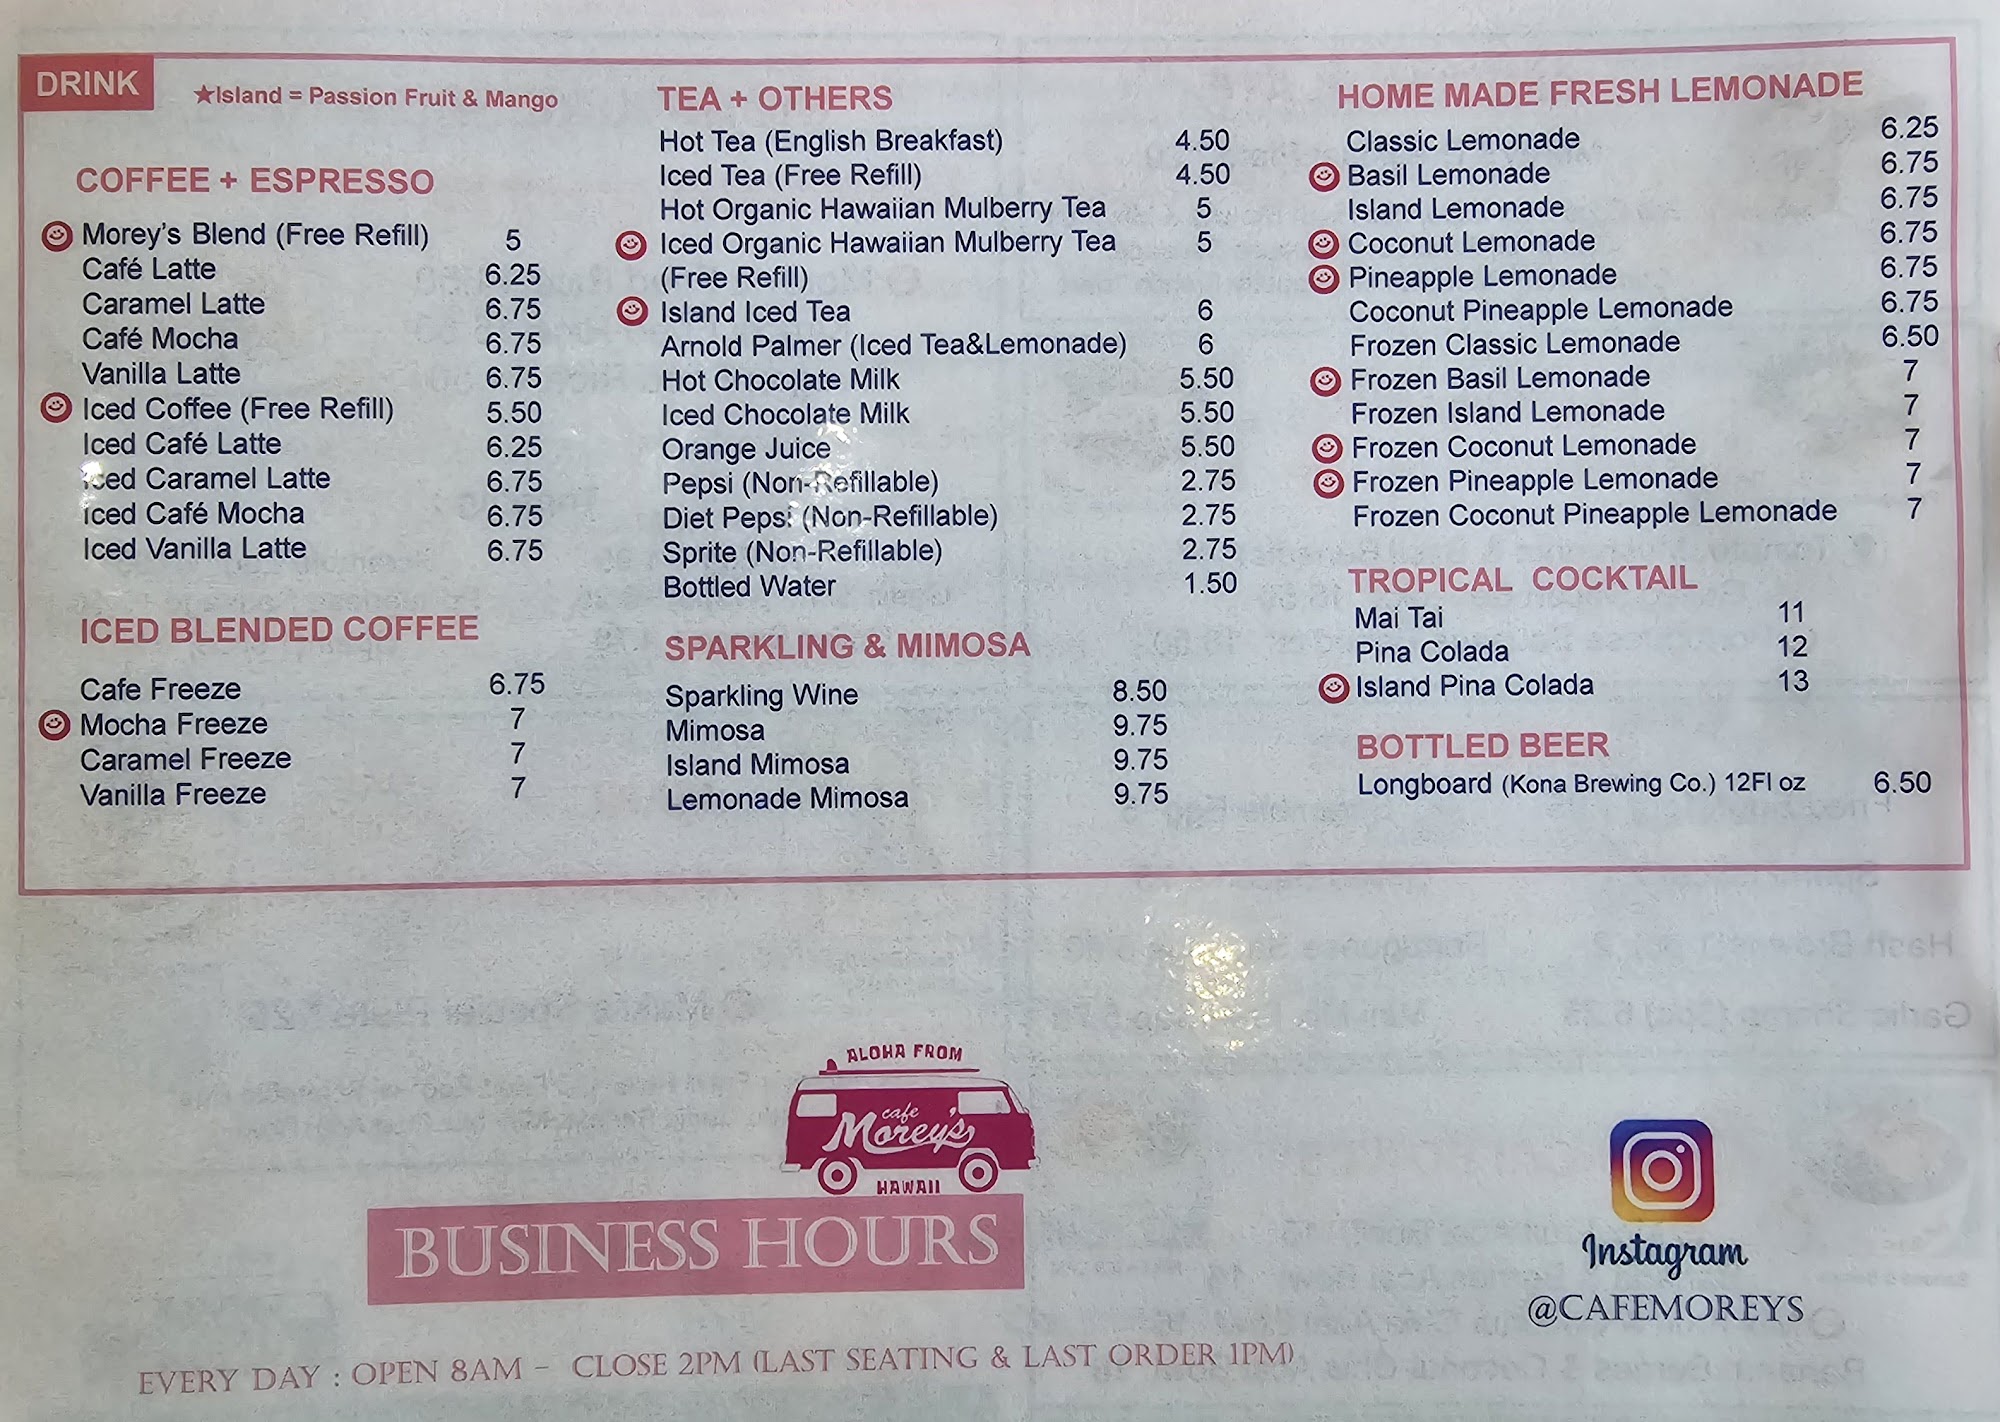 DRINK
★Island = Passion Fruit & Mango
COFFEE + ESPRESSO
Morey's Blend (Free Refill) 5
Café Latte 6.25
Caramel Latte 6.75
Café Mocha 6.75
Vanilla Latte 6.75
Iced Coffee (Free Refill) 5.50
Iced Café Latte 6.25
Iced Caramel Latte 6.75
Iced Café Mocha 6.75
Iced Vanilla Latte 6.75
ICED BLENDED COFFEE
Cafe Freeze 6.75
Mocha Freeze 7
Caramel Freeze 7
Vanilla Freeze 7
TEA + OTHERS
Hot Tea (English Breakfast) 4.50
Iced Tea (Free Refill) 4.50
Hot Organic Hawaiian Mulberry Tea 5
Iced Organic Hawaiian Mulberry Tea 5
(Free Refill)
Island Iced Tea 6
Arnold Palmer (Iced Tea&Lemonade) 6
Hot Chocolate Milk 5.50
Iced Chocolate Milk 5.50
Orange Juice 5.50
Pepsi (Non-Refillable) 2.75
Diet Pepsi (Non-Refillable) 2.75
Sprite (Non-Refillable) 2.75
Bottled Water 1.50
SPARKLING & MIMOSA
Sparkling Wine 8.50
Mimosa 9.75
Island Mimosa 9.75
Lemonade Mimosa 9.75
HOME MADE FRESH LEMONADE
Classic Lemonade 6.25
Basil Lemonade 6.75
Island Lemonade 6.75
Coconut Lemonade 6.75
Pineapple Lemonade 6.75
Coconut Pineapple Lemonade 6.75
Frozen Classic Lemonade 6.50
Frozen Basil Lemonade 7
Frozen Island Lemonade 7
Frozen Coconut Lemonade 7
Frozen Pineapple Lemonade 7
Frozen Coconut Pineapple Lemonade 7
TROPICAL COCKTAIL
Mai Tai 11
Pina Colada 12
Island Pina Colada 13
BOTTLED BEER
Longboard (Kona Brewing Co.) 12Fl oz 6.50
ALOHA FROM
cafe
Morey's
HAWAII
BUSINESS HOURS
EVERY DAY : OPEN 8AM – CLOSE 2PM (LAST SEATING & LAST ORDER 1PM)
Instagram
@CAFEMOREYS